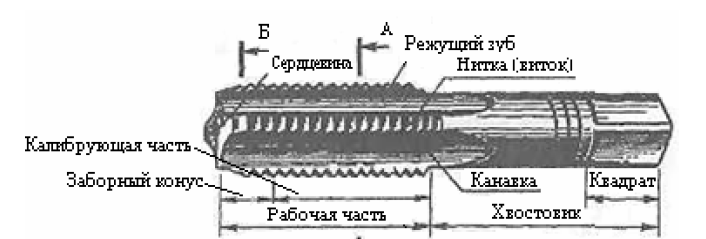 Б
А
Режущий зуб
Сердцевина
Нитка (виток)
Калибрующая часть
Заборный конус
Канавка
Квадрат
Рабочая часть
Хвостовик